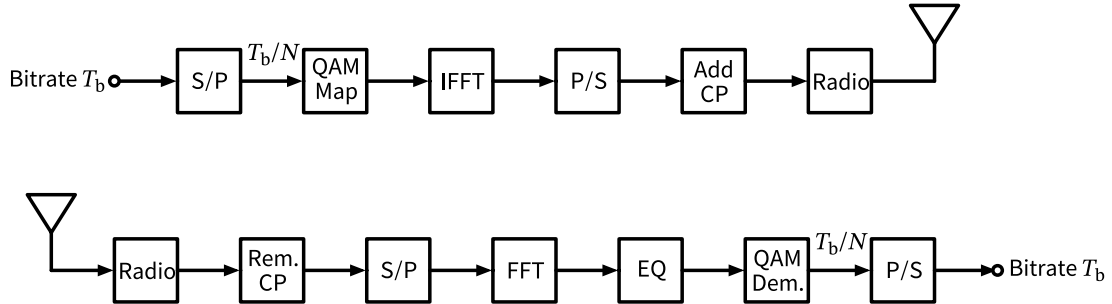 Bitrate T_b
S/P
T_b/N
QAM
Map
IFFT
P/S
Add
CP
Radio
Radio
Rem.
CP
S/P
FFT
EQ
QAM
Dem.
T_b/N
P/S
Bitrate T_b